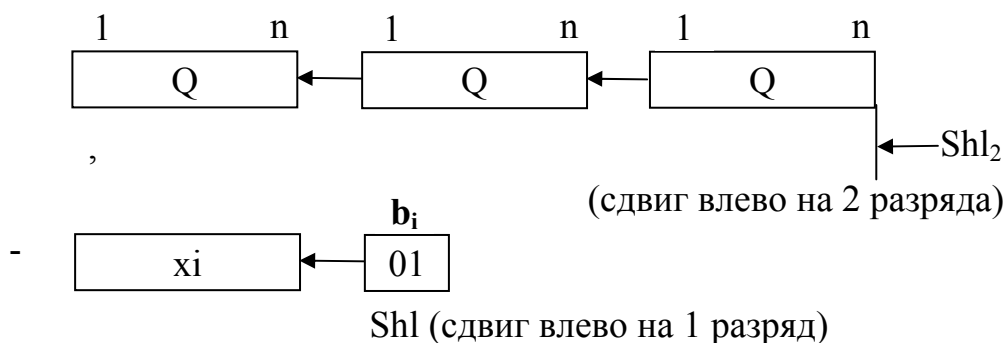 1 n 1 n 1 n
Q Q Q
, Shl₂
(сдвиг влево на 2 разряда)
bᵢ
- xi 01
Shl (сдвиг влево на 1 разряд)